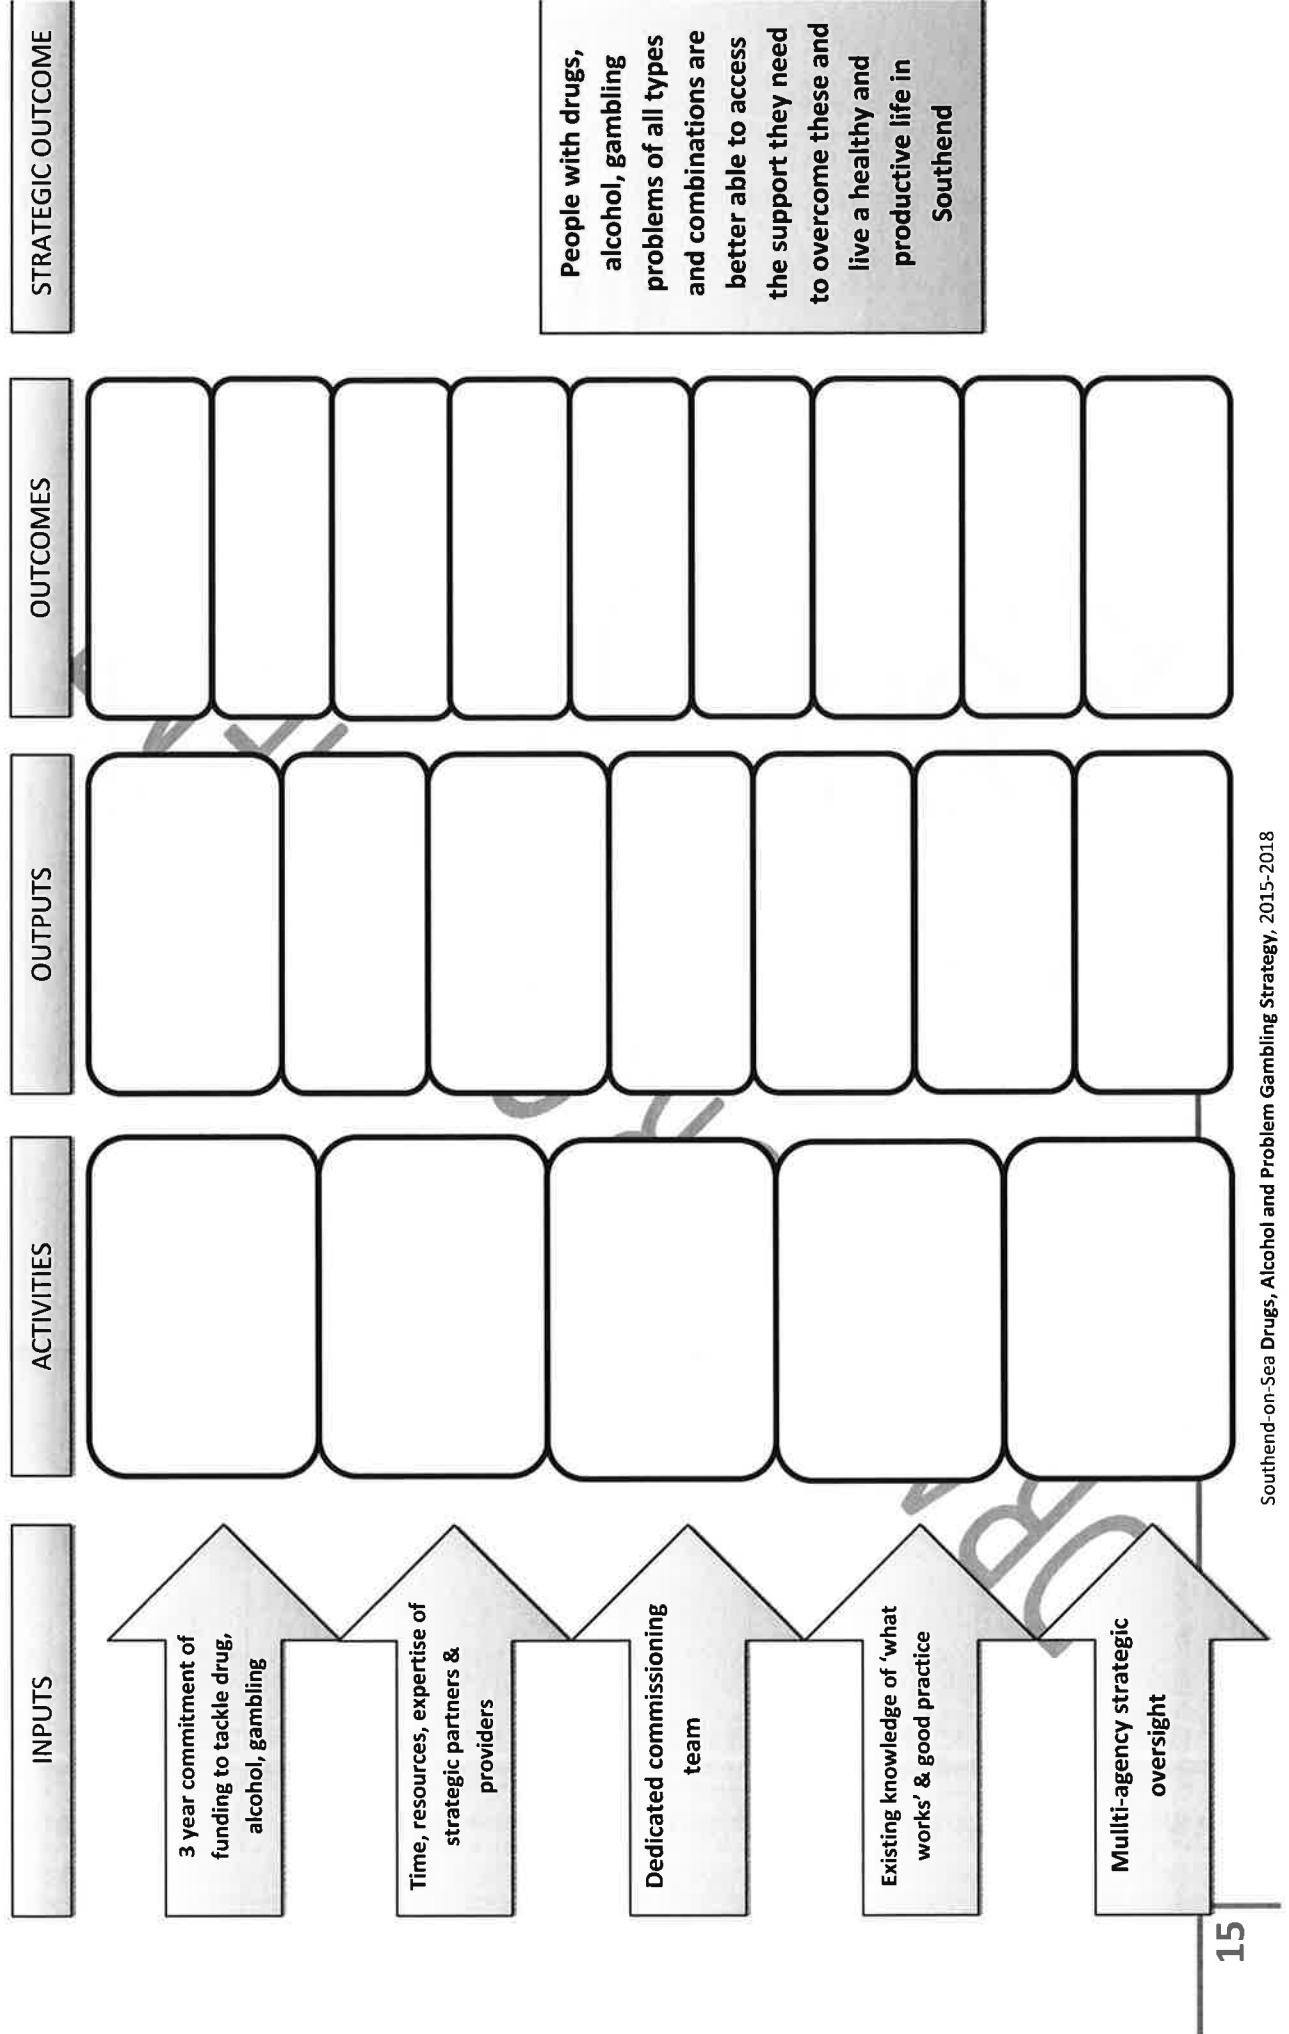 INPUTS
ACTIVITIES
OUTPUTS
OUTCOMES
STRATEGIC OUTCOME
3 year commitment of
funding to tackle drug,
alcohol, gambling
Time, resources, expertise of
strategic partners &
providers
Dedicated commissioning
team
Existing knowledge of ‘what
works’ & good practice
Mullti-agency strategic
oversight
People with drugs,
alcohol, gambling
problems of all types
and combinations are
better able to access
the support they need
to overcome these and
live a healthy and
productive life in
Southend
Southend-on-Sea Drugs, Alcohol and Problem Gambling Strategy, 2015-2018
15